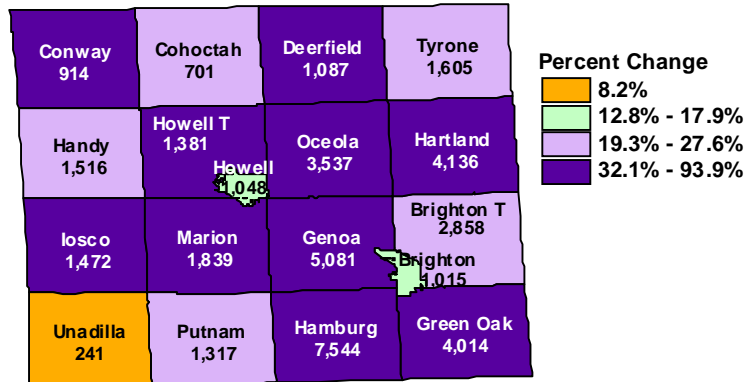 Conway
914
Cohoctah
701
Deerfield
1,087
Tyrone
1,605
Percent Change
8.2%
12.8% - 17.9%
19.3% - 27.6%
32.1% - 93.9%
Handy
1,516
Howell T
1,381
Howell
1,048
Oceola
3,537
Hartland
4,136
Iosco
1,472
Marion
1,839
Genoa
5,081
Brighton T
2,858
Brighton
1,015
Unadilla
241
Putnam
1,317
Hamburg
7,544
Green Oak
4,014